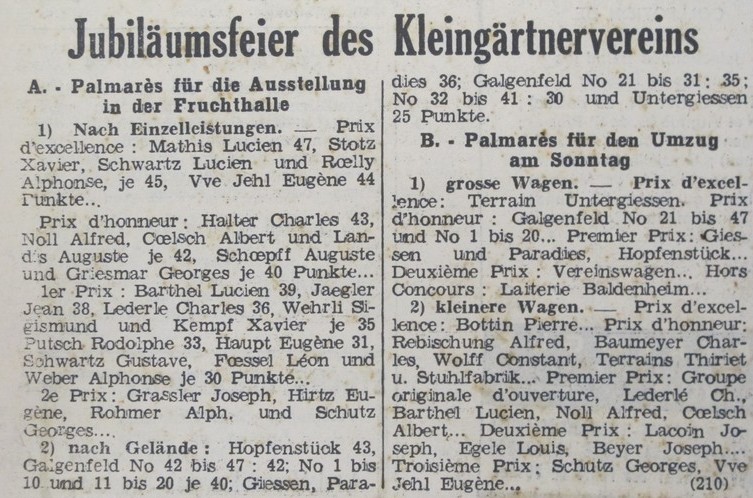 Jubiläumsfeier des Kleingärtnervereins
A. - Palmarès für die Ausstellung
in der Fruchthalle
1) Nach Einzelleistungen. — Prix
d'excellence : Mathis Lucien 47, Stotz
Xavier, Schwartz Lucien und Rœlly
Alphonse, je 45, Vve Jehl Eugène 44
Punkte...
Prix d'honneur: Halter Charles 43,
Noll Alfred, Cœlsch Albert und Lan-
dis Auguste je 42, Schœpff Auguste
und Griesmar Georges je 40 Punkte...
1er Prix : Barthel Lucien 39, Jaegler
Jean 38, Lederle Charles 36, Wehrli Si-
gismund und Kempf Xavier je 35
Putsch Rodolphe 33, Haupt Eugène 31,
Schwartz Gustave, Fœssel Léon und
Weber Alphonse je 30 Punkte...
2e Prix: Grassler Joseph, Hirtz Eu-
gène, Rohmer Alph. und Schutz
Georges....
2) nach Gelände : Hopfenstück 43,
Galgenfeld No 42 bis 47 : 42; No 1 bis
10 und 11 bis 20 je 40; Giessen, Para-
dies 36; Galgenfeld No 21 bis 31: 35;
No 32 bis 41 : 30 und Untergiessen
25 Punkte.
B. - Palmarès für den Umzug
am Sonntag
1) grosse Wagen. — Prix d'excel-
lence: Terrain Untergiessen. Prix
d'honneur : Galgenfeld No 21 bis 47
und No 1 bis 20... Premier Prix: Gies-
sen und Paradies, Hopfenstück...
Deuxième Prix : Vereinswagen... Hors
Concours : Laiterie Baldenheim...
2) kleinere Wagen. — Prix d'excel-
lence: Bottin Pierre... Prix d'honneur:
Rebischung Alfred, Baumeyer Char-
les, Wolff Constant, Terrains Thiriet
u. Stuhlfabrik... Premier Prix: Groupe
originale d'ouverture, Lederlé Ch.,
Barthel Lucien, Noll Alfred, Cœlsch
Albert... Deuxième Prix : Lacoin Jo-
seph, Egele Louis, Beyer Joseph....
Troisième Prix: Schutz Georges, Vve
Jehl Eugène... (210)